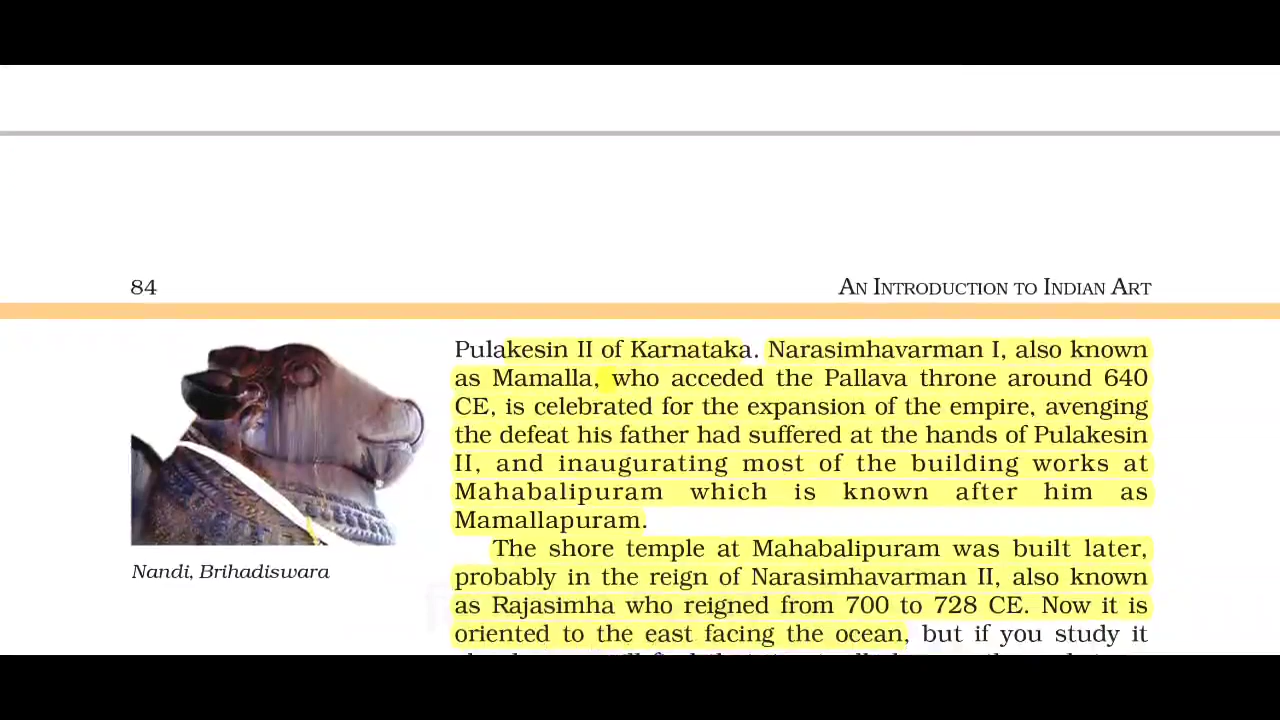 84
AN INTRODUCTION TO INDIAN ART
Pulakesin II of Karnataka. Narasimhavarman I, also known
as Mamalla, who acceded the Pallava throne around 640
CE, is celebrated for the expansion of the empire, avenging
the defeat his father had suffered at the hands of Pulakesin
II, and inaugurating most of the building works at
Mahabalipuram which is known after him as
Mamallapuram.
The shore temple at Mahabalipuram was built later,
probably in the reign of Narasimhavarman II, also known
as Rajasimha who reigned from 700 to 728 CE. Now it is
oriented to the east facing the ocean, but if you study it
Nandi, Brihadiswara